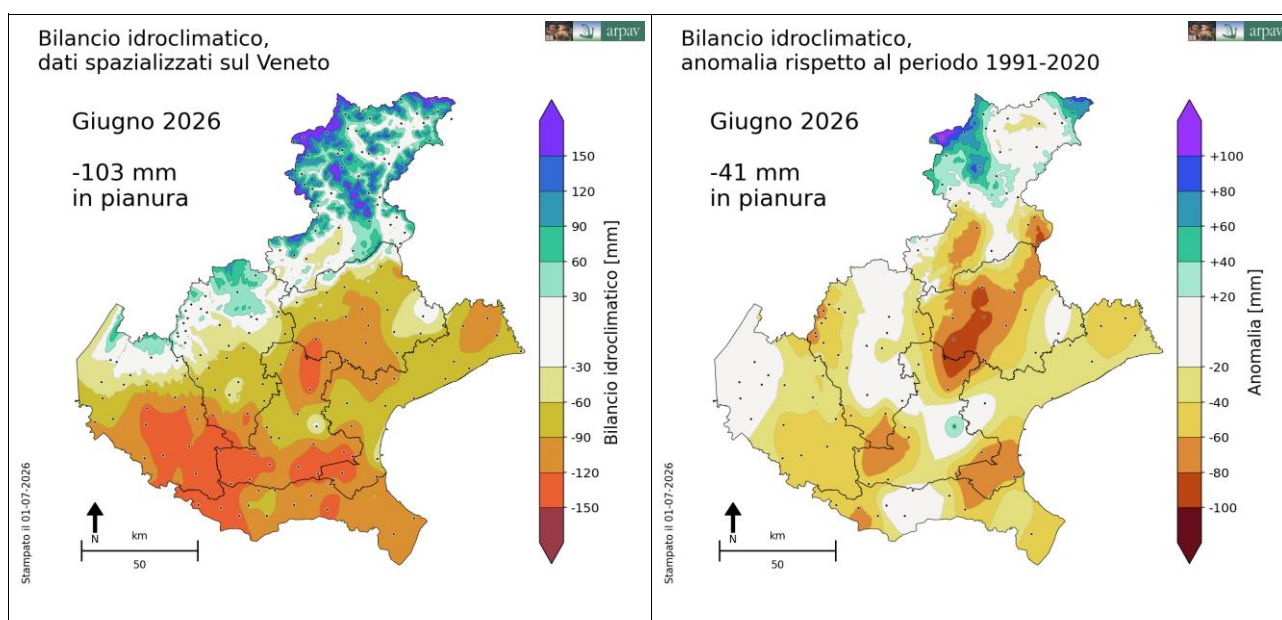 Bilancio idroclimatico,
dati spazializzati sul Veneto
arpav
Giugno 2026
-103 mm
in pianura
150
120
90
60
30
-30
-60
-90
-120
-150
Bilancio idroclimatico [mm]
Stampato il 01-07-2026
N
km
50
Bilancio idroclimatico,
anomalia rispetto al periodo 1991-2020
arpav
Giugno 2026
-41 mm
in pianura
+100
+80
+60
+40
+20
-20
-40
-60
-80
-100
Anomalia [mm]
Stampato il 01-07-2026
N
km
50